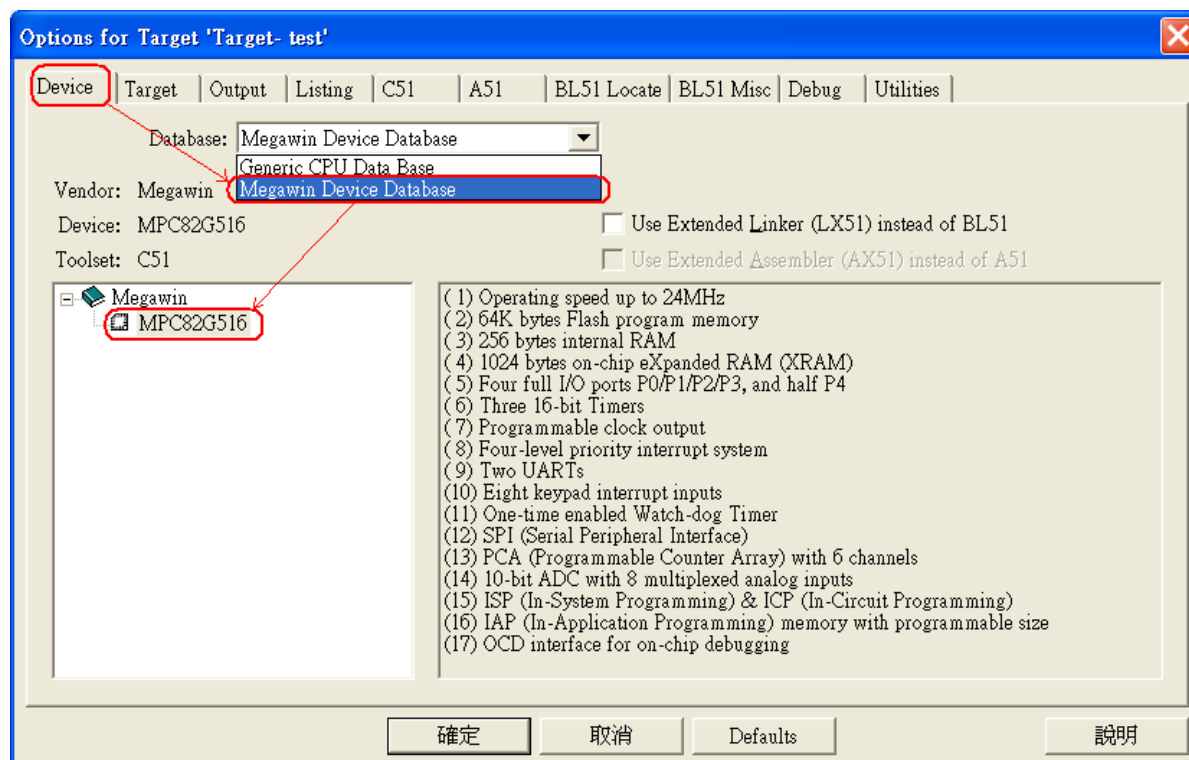 Options for Target 'Target- test'
Device Target Output Listing C51 A51 BL51 Locate BL51 Misc Debug Utilities
Database: Megawin Device Database
Generic CPU Data Base
Vendor: Megawin Megawin Device Database
Device: MPC82G516 Use Extended Linker (LX51) instead of BL51
Toolset: C51 Use Extended Assembler (AX51) instead of A51
Megawin
MPC82G516
( 1) Operating speed up to 24MHz
( 2) 64K bytes Flash program memory
( 3) 256 bytes internal RAM
( 4) 1024 bytes on-chip eXpanded RAM (XRAM)
( 5) Four full I/O ports P0/P1/P2/P3, and half P4
( 6) Three 16-bit Timers
( 7) Programmable clock output
( 8) Four-level priority interrupt system
( 9) Two UARTs
(10) Eight keypad interrupt inputs
(11) One-time enabled Watch-dog Timer
(12) SPI (Serial Peripheral Interface)
(13) PCA (Programmable Counter Array) with 6 channels
(14) 10-bit ADC with 8 multiplexed analog inputs
(15) ISP (In-System Programming) & ICP (In-Circuit Programming)
(16) IAP (In-Application Programming) memory with programmable size
(17) OCD interface for on-chip debugging
確定 取消 Defaults 說明